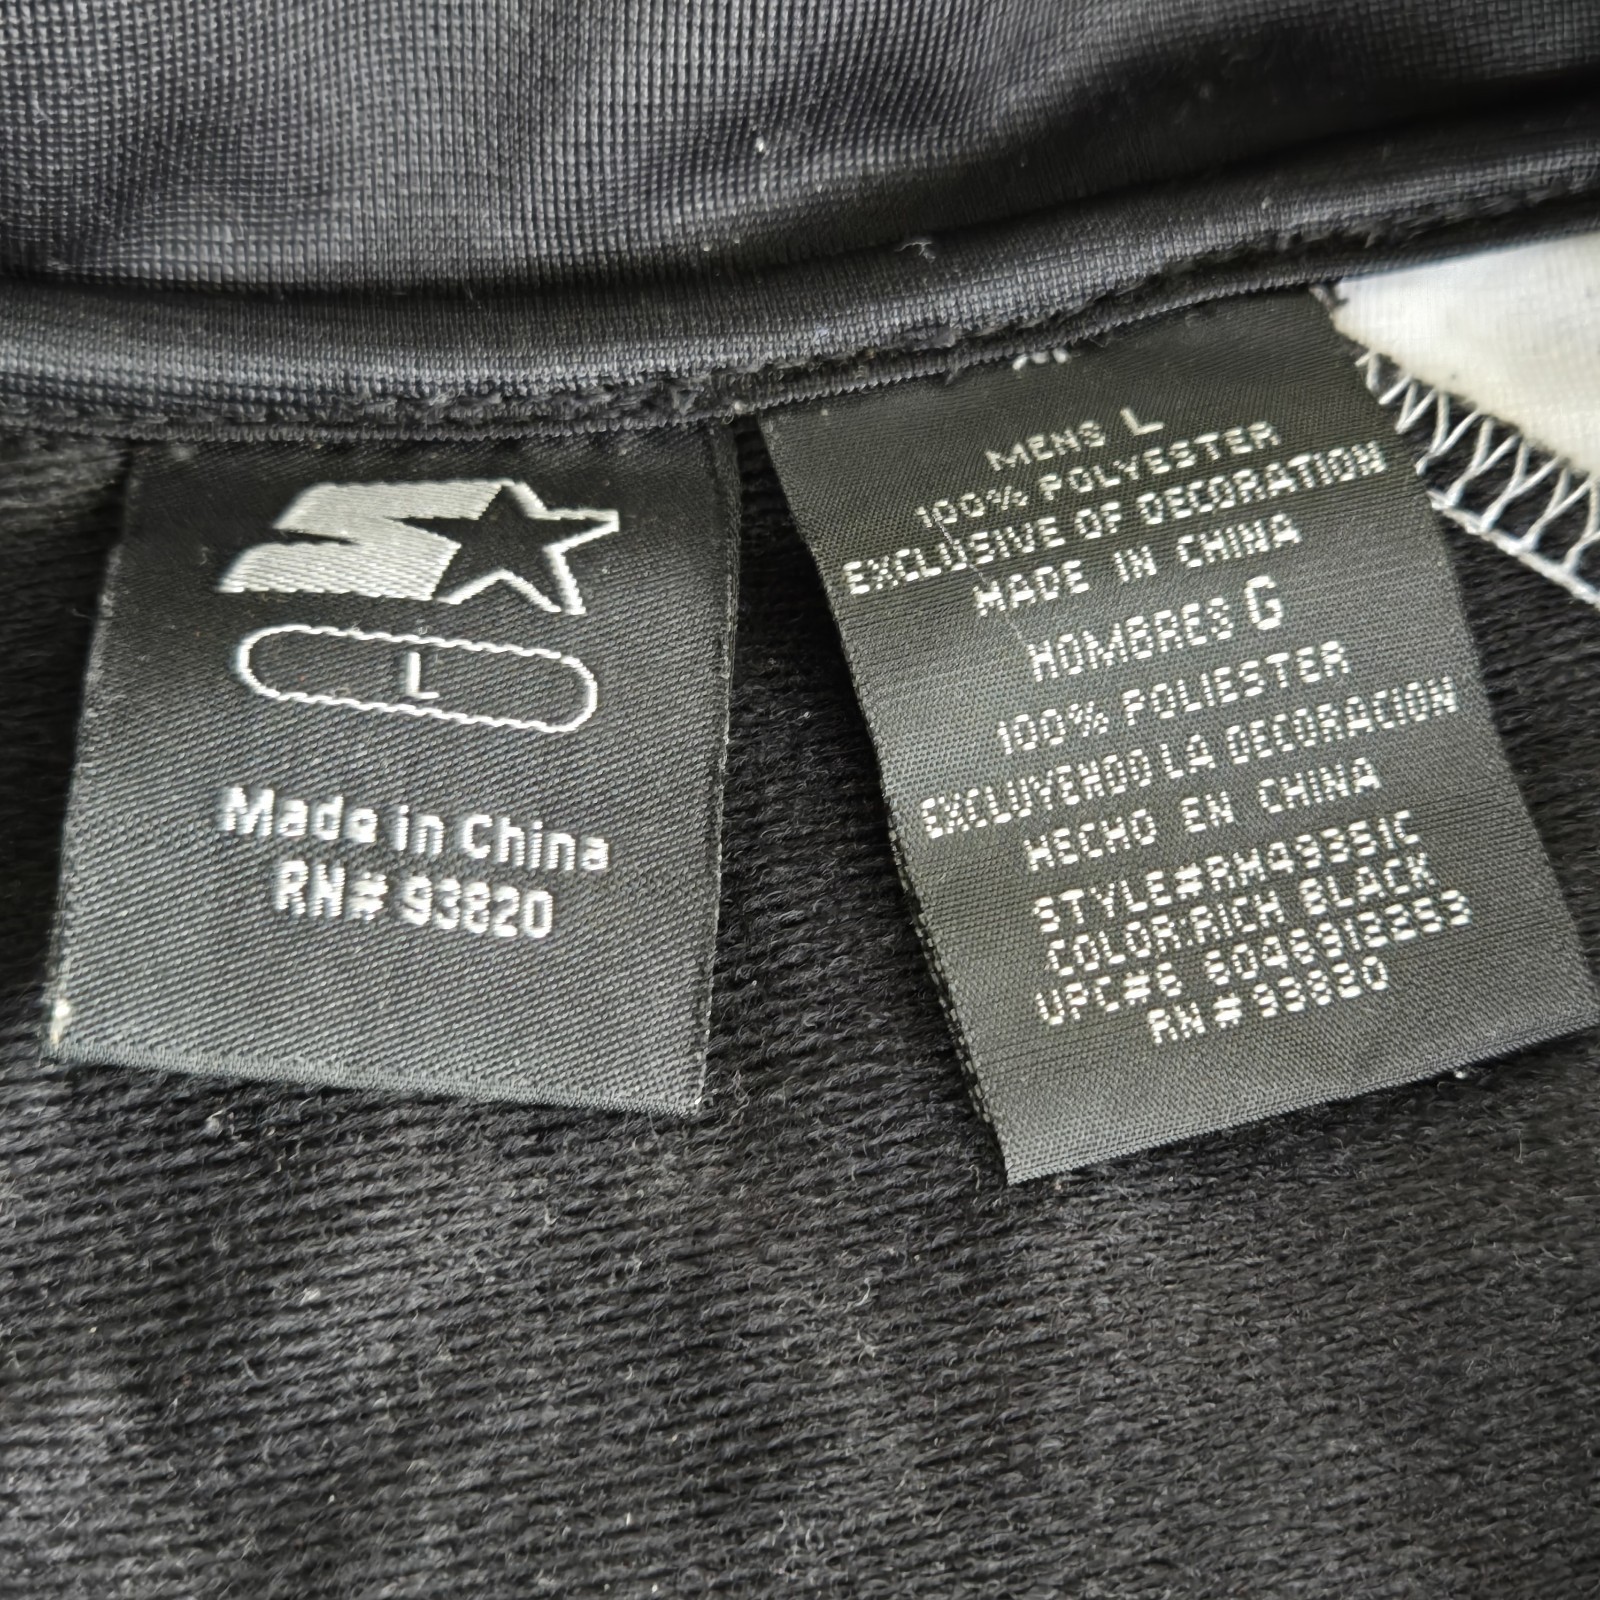 L
Made in China
RN# 93820
MENS L
100% POLYESTER
EXCLUSIVE OF DECORATION
MADE IN CHINA
HOMBRES G
100% POLIESTER
EXCLUYENDO LA DECORACION
HECHO EN CHINA
COLOR:RICH BLACK
RN # 93820